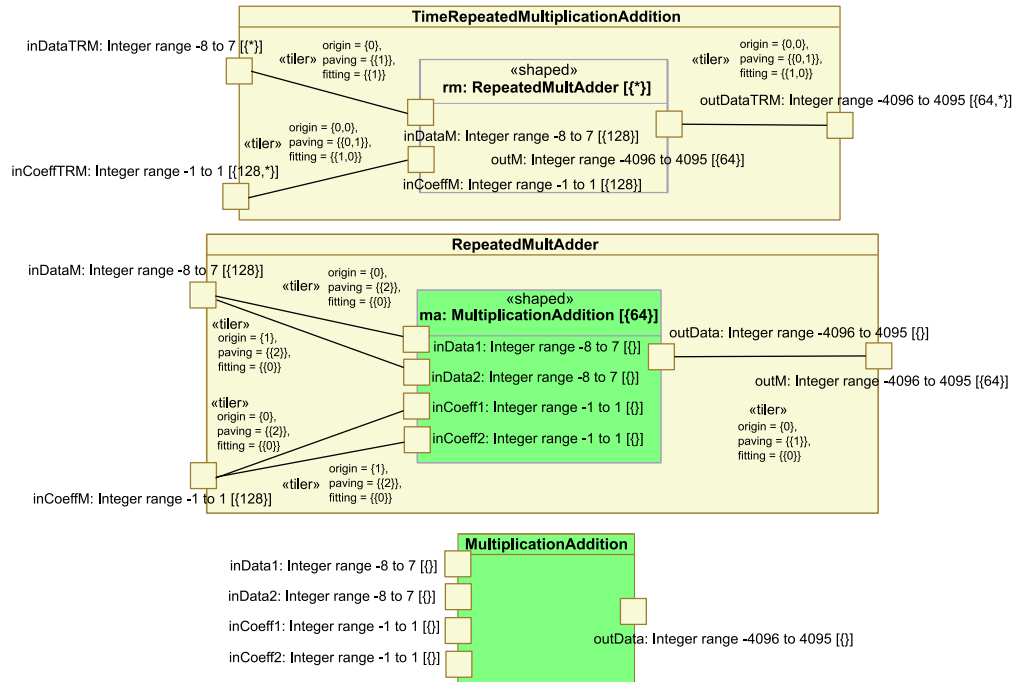 TimeRepeatedMultiplicationAddition
inDataTRM: Integer range -8 to 7 [{*}]
«tiler»
origin = {0},
paving = {{1}},
fitting = {{1}}
«shaped»
rm: RepeatedMultAdder [{*}]
«tiler»
origin = {0,0},
paving = {{0,1}},
fitting = {{1,0}}
outDataTRM: Integer range -4096 to 4095 [{64,*}]
«tiler»
origin = {0,0},
paving = {{0,1}},
fitting = {{1,0}}
inDataM: Integer range -8 to 7 [{128}]
outM: Integer range -4096 to 4095 [{64}]
inCoeffTRM: Integer range -1 to 1 [{128,*}]
inCoeffM: Integer range -1 to 1 [{128}]
RepeatedMultAdder
inDataM: Integer range -8 to 7 [{128}]
«tiler»
origin = {0},
paving = {{2}},
fitting = {{0}}
«shaped»
ma: MultiplicationAddition [{64}]
«tiler»
origin = {1},
paving = {{2}},
fitting = {{0}}
inData1: Integer range -8 to 7 [{}]
inData2: Integer range -8 to 7 [{}]
inCoeff1: Integer range -1 to 1 [{}]
inCoeff2: Integer range -1 to 1 [{}]
outData: Integer range -4096 to 4095 [{}]
outM: Integer range -4096 to 4095 [{64}]
«tiler»
origin = {0},
paving = {{2}},
fitting = {{0}}
«tiler»
origin = {0},
paving = {{1}},
fitting = {{0}}
«tiler»
origin = {1},
paving = {{2}},
fitting = {{0}}
inCoeffM: Integer range -1 to 1 [{128}]
MultiplicationAddition
inData1: Integer range -8 to 7 [{}]
inData2: Integer range -8 to 7 [{}]
inCoeff1: Integer range -1 to 1 [{}]
inCoeff2: Integer range -1 to 1 [{}]
outData: Integer range -4096 to 4095 [{}]